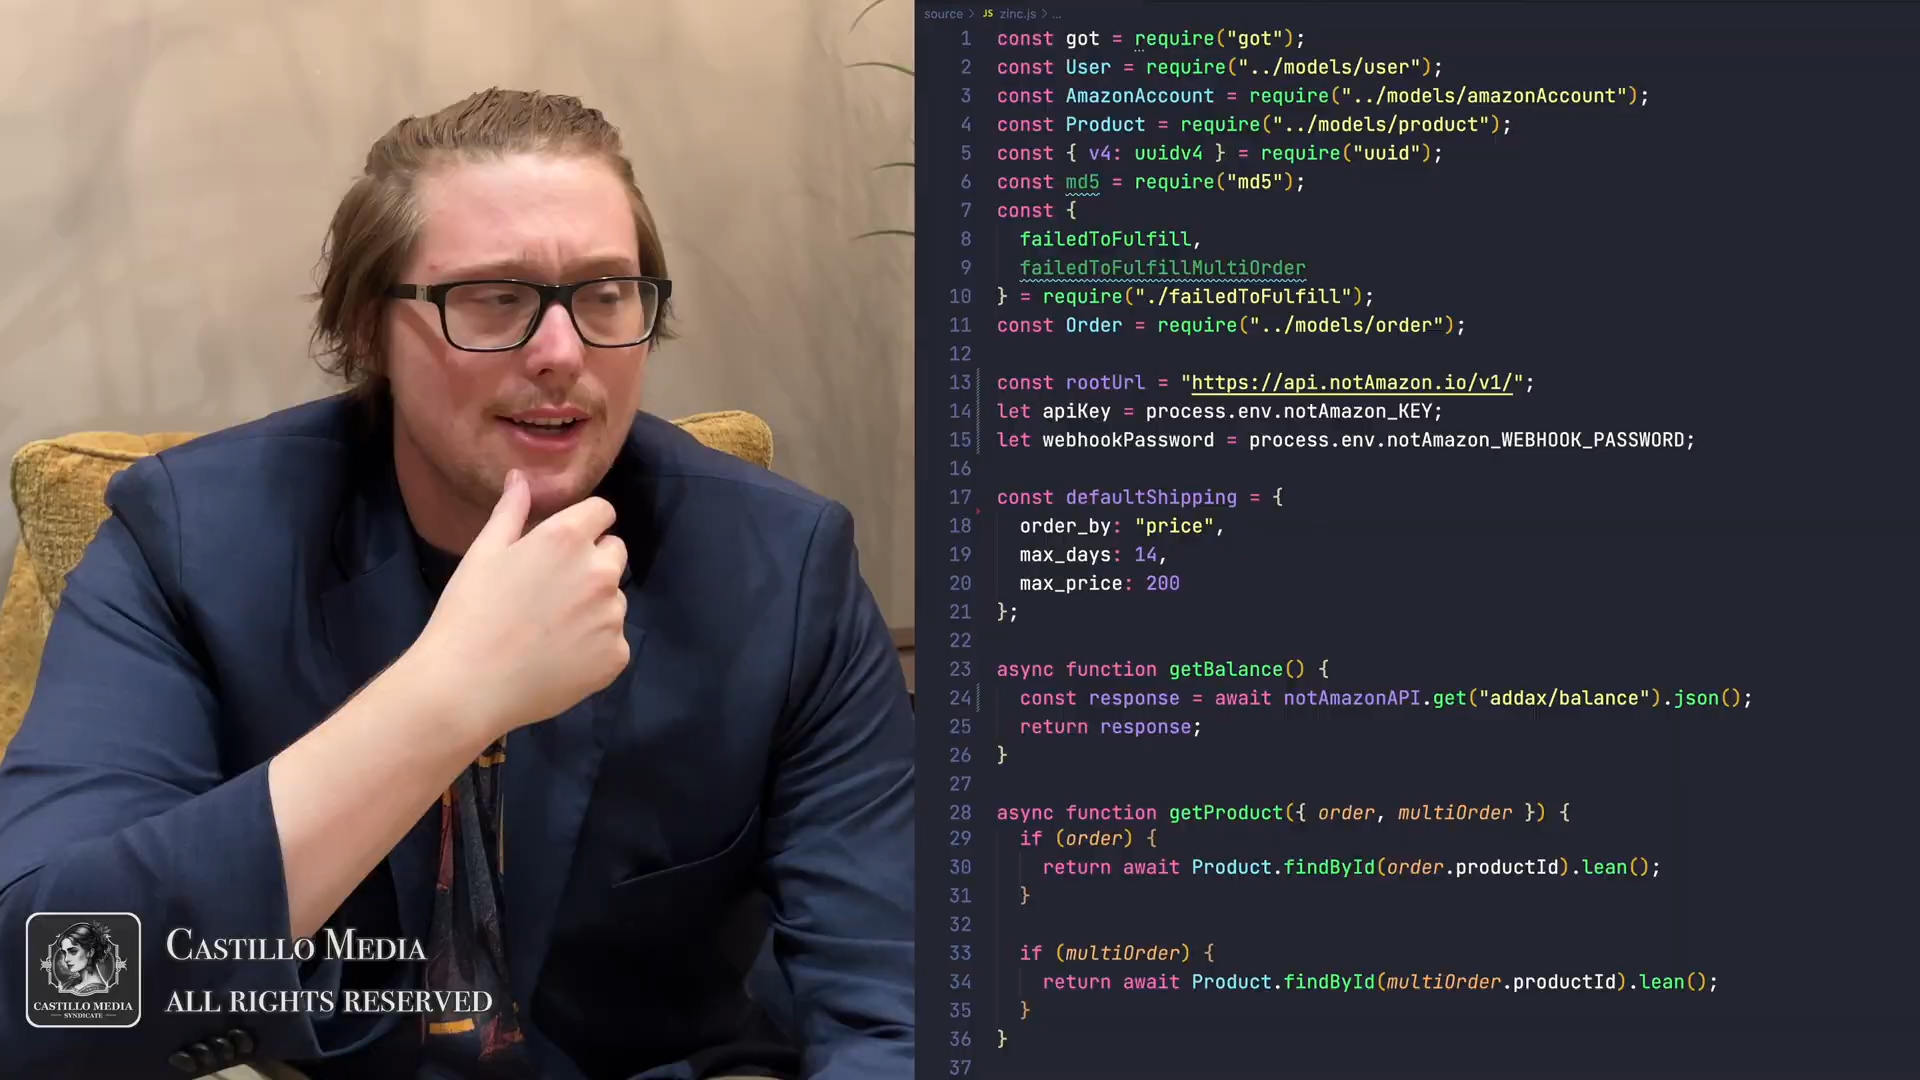 source > JS zinc.js > ...
1 const got = require("got");
2 const User = require("../models/user");
3 const AmazonAccount = require("../models/amazonAccount");
4 const Product = require("../models/product");
5 const { v4: uuidv4 } = require("uuid");
6 const md5 = require("md5");
7 const {
8 failedToFulfill,
9 failedToFulfillMultiOrder
10 } = require("./failedToFulfill");
11 const Order = require("../models/order");
12
13 const rootUrl = "https://api.notAmazon.io/v1/";
14 let apiKey = process.env.notAmazon_KEY;
15 let webhookPassword = process.env.notAmazon_WEBHOOK_PASSWORD;
16
17 const defaultShipping = {
18 order_by: "price",
19 max_days: 14,
20 max_price: 200
21 };
22
23 async function getBalance() {
24 const response = await notAmazonAPI.get("addax/balance").json();
25 return response;
26 }
27
28 async function getProduct({ order, multiOrder }) {
29 if (order) {
30 return await Product.findById(order.productId).lean();
31 }
32
33 if (multiOrder) {
34 return await Product.findById(multiOrder.productId).lean();
35 }
36 }
37
CASTILLO MEDIA
ALL RIGHTS RESERVED
CASTILLO MEDIA
SYNDICATE